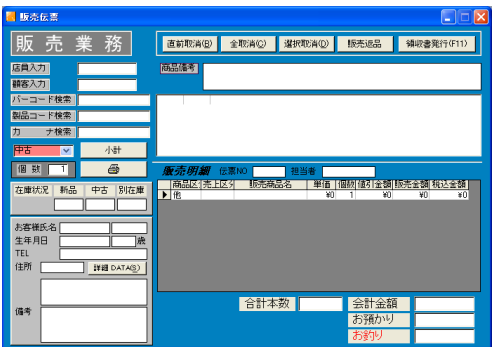 販売伝票
販売業務
直前取消(B) 全取消(C) 選択取消(D) 販売返品 領収書発行(F11)
店員入力
商品備考
顧客入力
バーコード検索
製品コード検索
カ ナ検索
中古 小計
個 数 1
販売明細 伝票NO 担当者
商品区分 売上区分 販売商品名 単価 個数 値引金額 販売金額 税込金額
他 ¥0 1 ¥0 ¥0 ¥0
在庫状況 新品 中古 別在庫
お客様氏名
生年月日 歳
TEL
住所 詳細 DATA(S)
備考
合計本数 会計金額
お預かり
お釣り